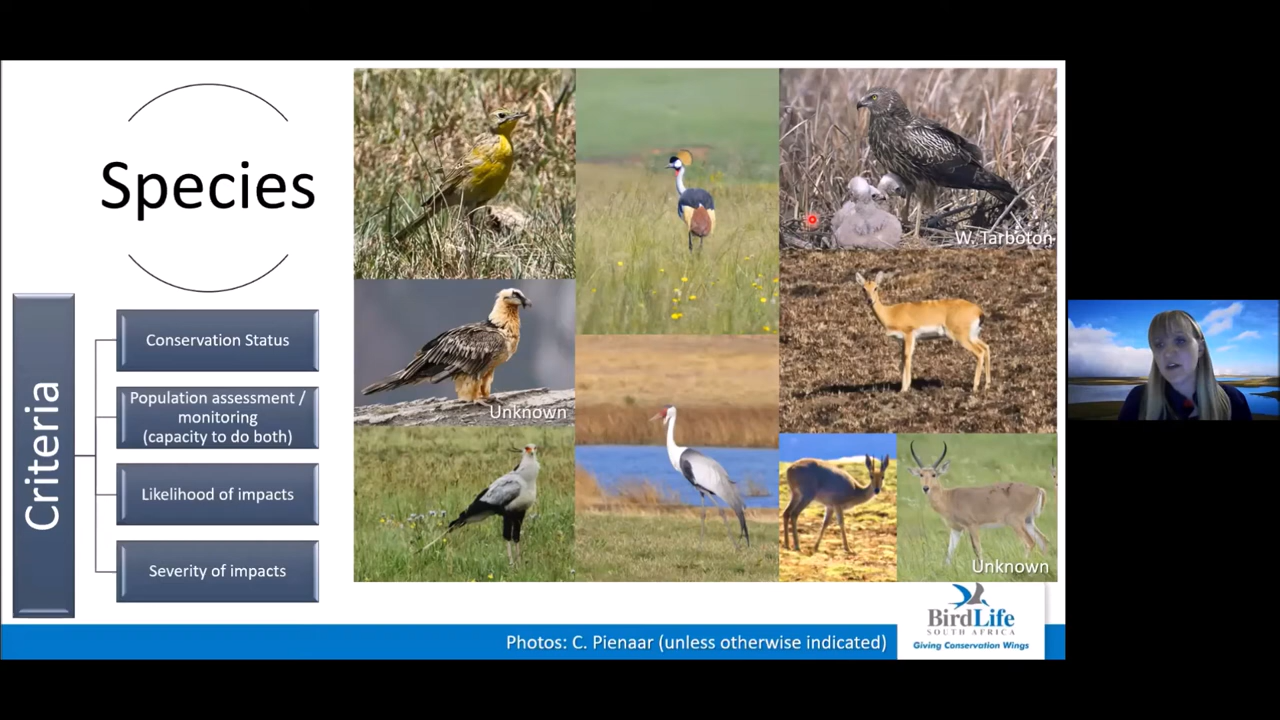 Species
Criteria
Conservation Status
Population assessment /
monitoring
(capacity to do both)
Likelihood of impacts
Severity of impacts
W. Tarboton
Unknown
Unknown
Photos: C. Pienaar (unless otherwise indicated)
BirdLife
SOUTH AFRICA
Giving Conservation Wings